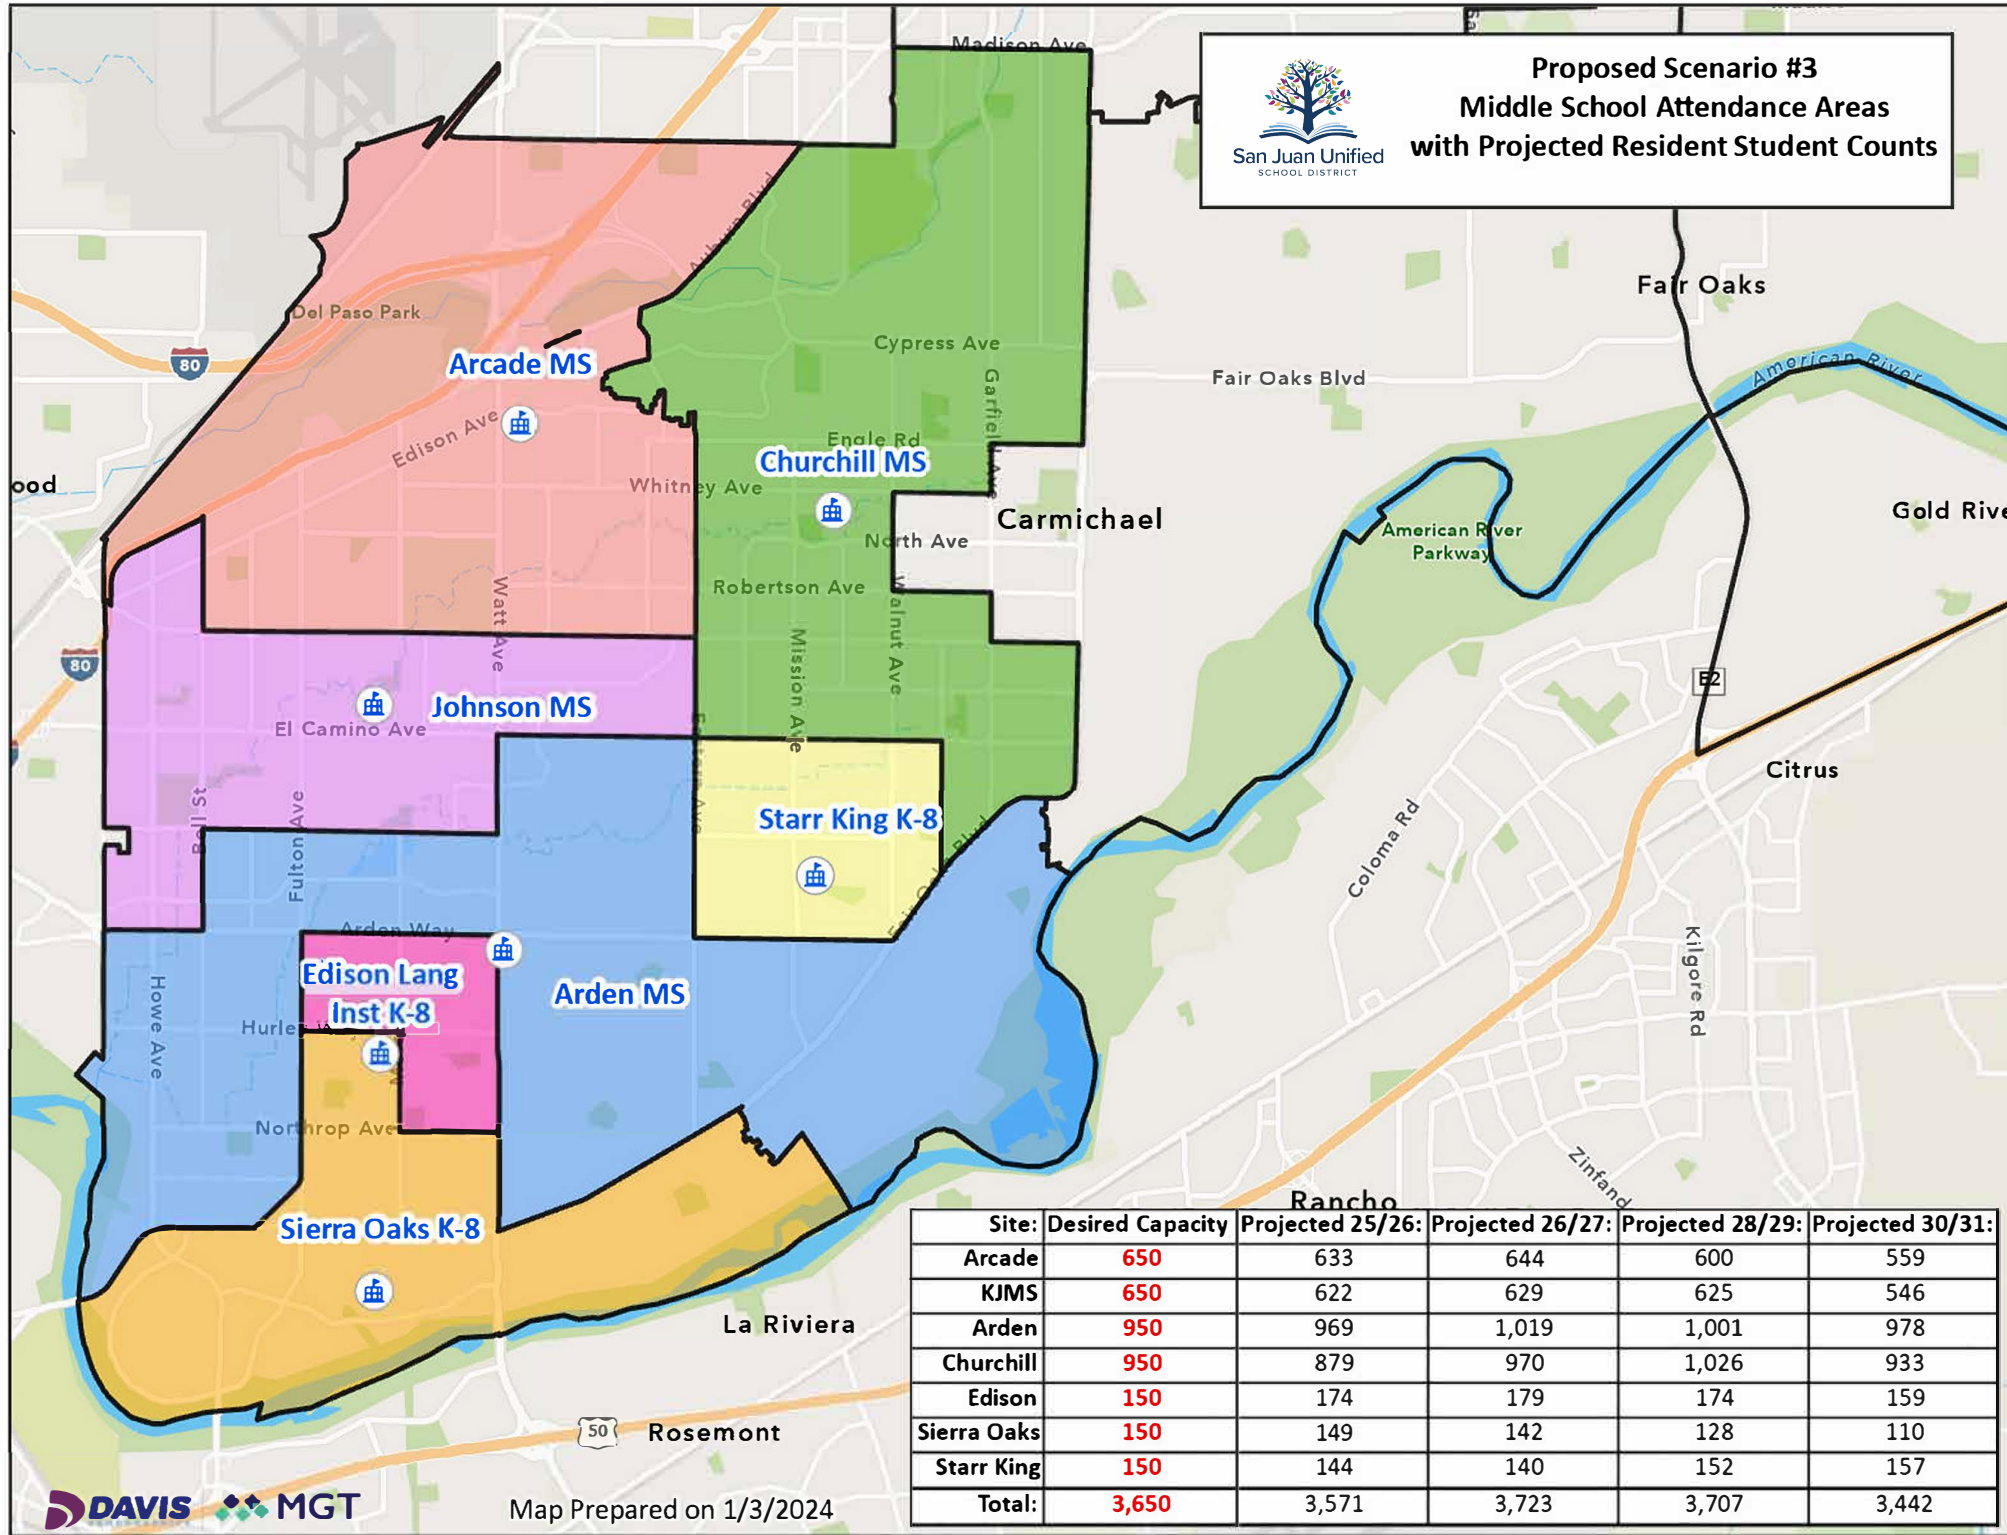 Madison Ave
Proposed Scenario #3
Middle School Attendance Areas
with Projected Resident Student Counts
San Juan Unified
SCHOOL DISTRICT
Auburn Blvd
Fair Oaks
Del Paso Park
80
Arcade MS
Cypress Ave
Fair Oaks Blvd
American River
Garfield Ave
Edison Ave
Engle Rd
Churchill MS
ood
Whitney Ave
Carmichael
Gold Rive
American River
Parkway
North Ave
Robertson Ave
Watt Ave
Walnut Ave
Mission Ave
80
E2
Johnson MS
El Camino Ave
Citrus
Bell St
Fulton Ave
Starr King K-8
Coloma Rd
Arden Way
Edison Lang
Inst K-8
Arden MS
Howe Ave
Kilgore Rd
Northrop Ave
Zinfand
Rancho
Sierra Oaks K-8
La Riviera
50
Rosemont
Site: Desired Capacity Projected 25/26: Projected 26/27: Projected 28/29: Projected 30/31:
Arcade 650 633 644 600 559
KJMS 650 622 629 625 546
Arden 950 969 1,019 1,001 978
Churchill 950 879 970 1,026 933
Edison 150 174 179 174 159
Sierra Oaks 150 149 142 128 110
Starr King 150 144 140 152 157
Total: 3,650 3,571 3,723 3,707 3,442
DAVIS
MGT
Map Prepared on 1/3/2024